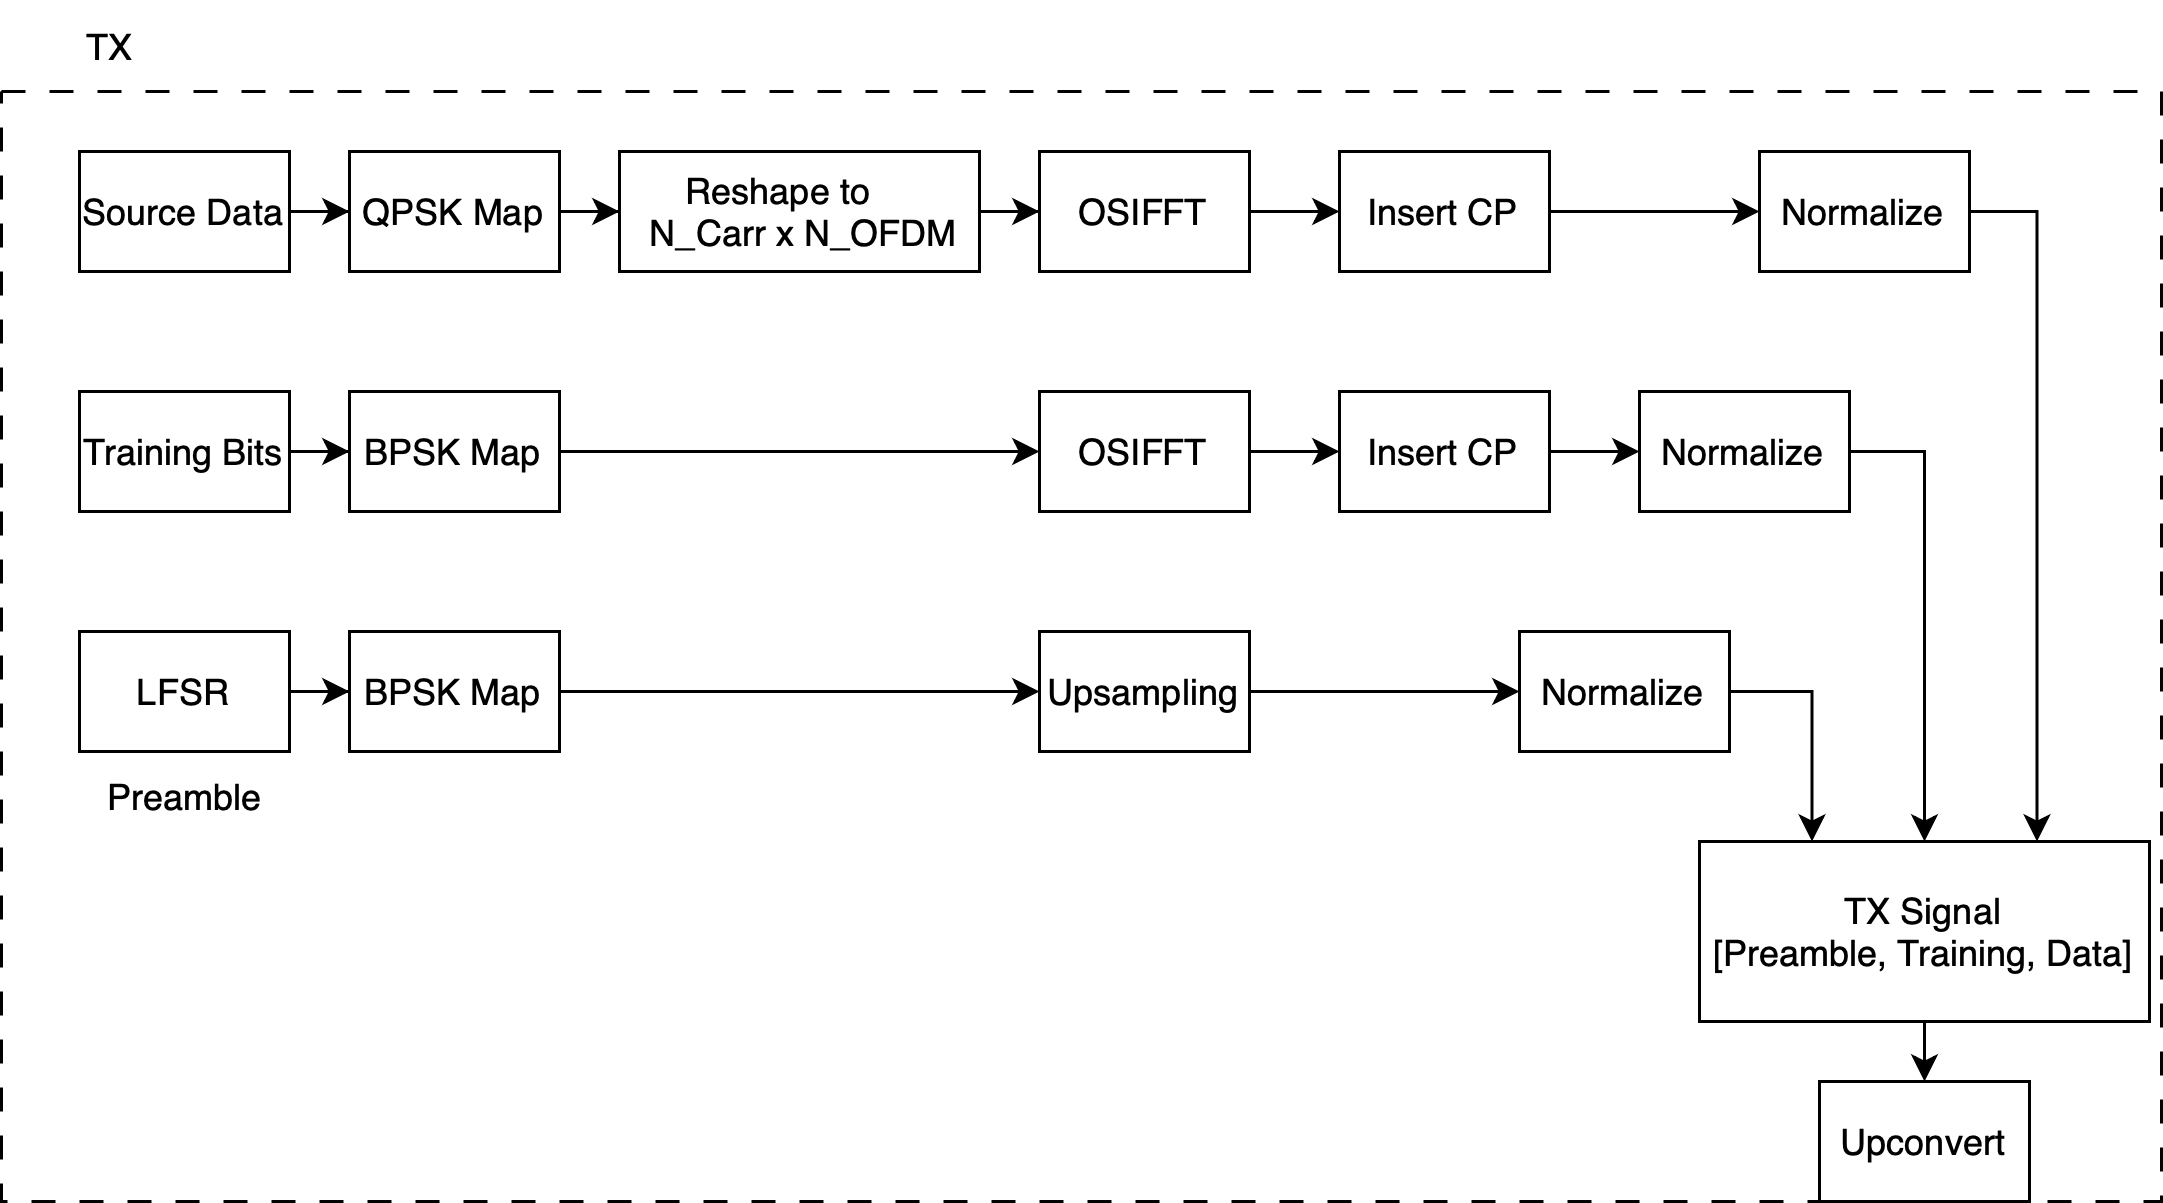 TX
Source Data
QPSK Map
Reshape to
N_Carr x N_OFDM
OSIFFT
Insert CP
Normalize
Training Bits
BPSK Map
OSIFFT
Insert CP
Normalize
LFSR
BPSK Map
Upsampling
Normalize
Preamble
TX Signal
[Preamble, Training, Data]
Upconvert